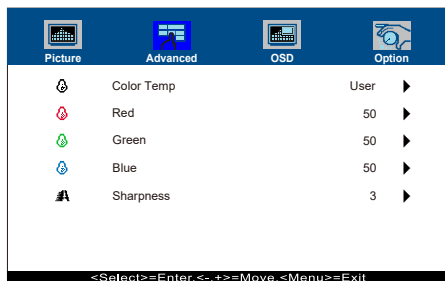 Picture Advanced OSD Option
Color Temp User
Red 50
Green 50
Blue 50
Sharpness 3
<Select>=Enter,<-,+>=Move,<Menu>=Exit